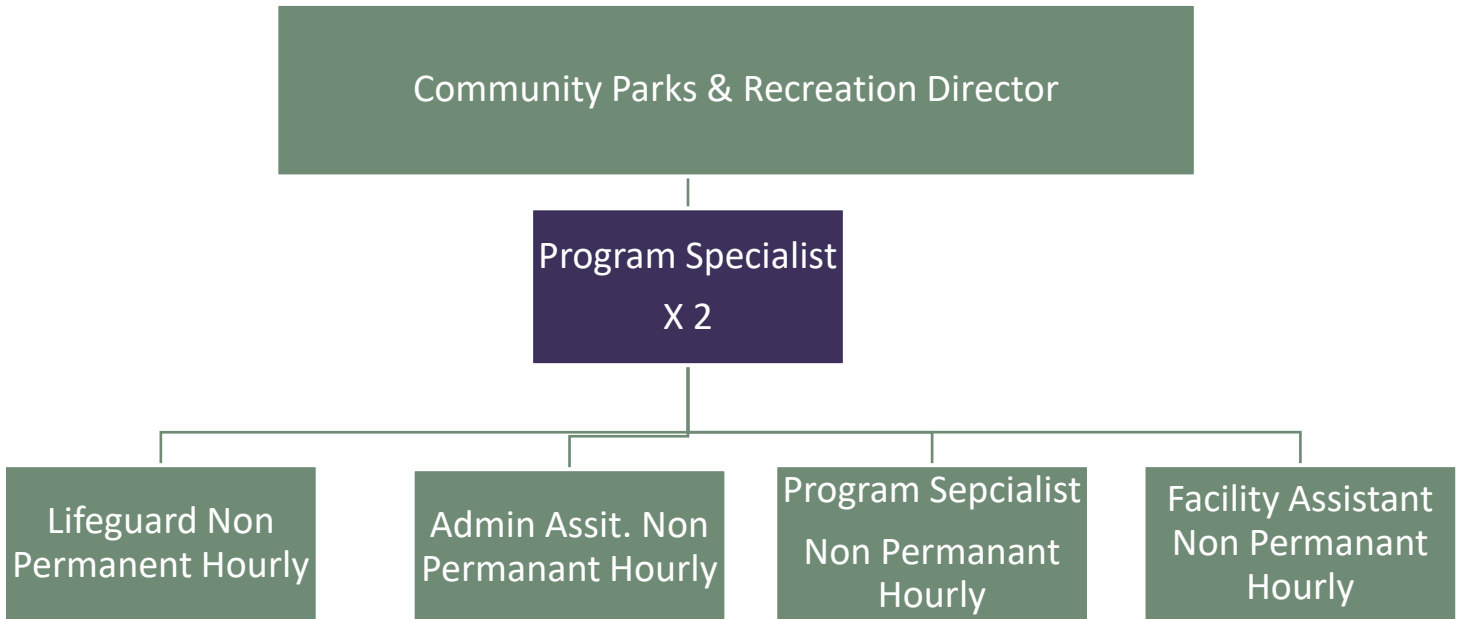 Community Parks & Recreation Director
Program Specialist
X 2
Lifeguard Non
Permanent Hourly
Admin Assit. Non
Permanant Hourly
Program Sepcialist
Non Permanant
Hourly
Facility Assistant
Non Permanant
Hourly